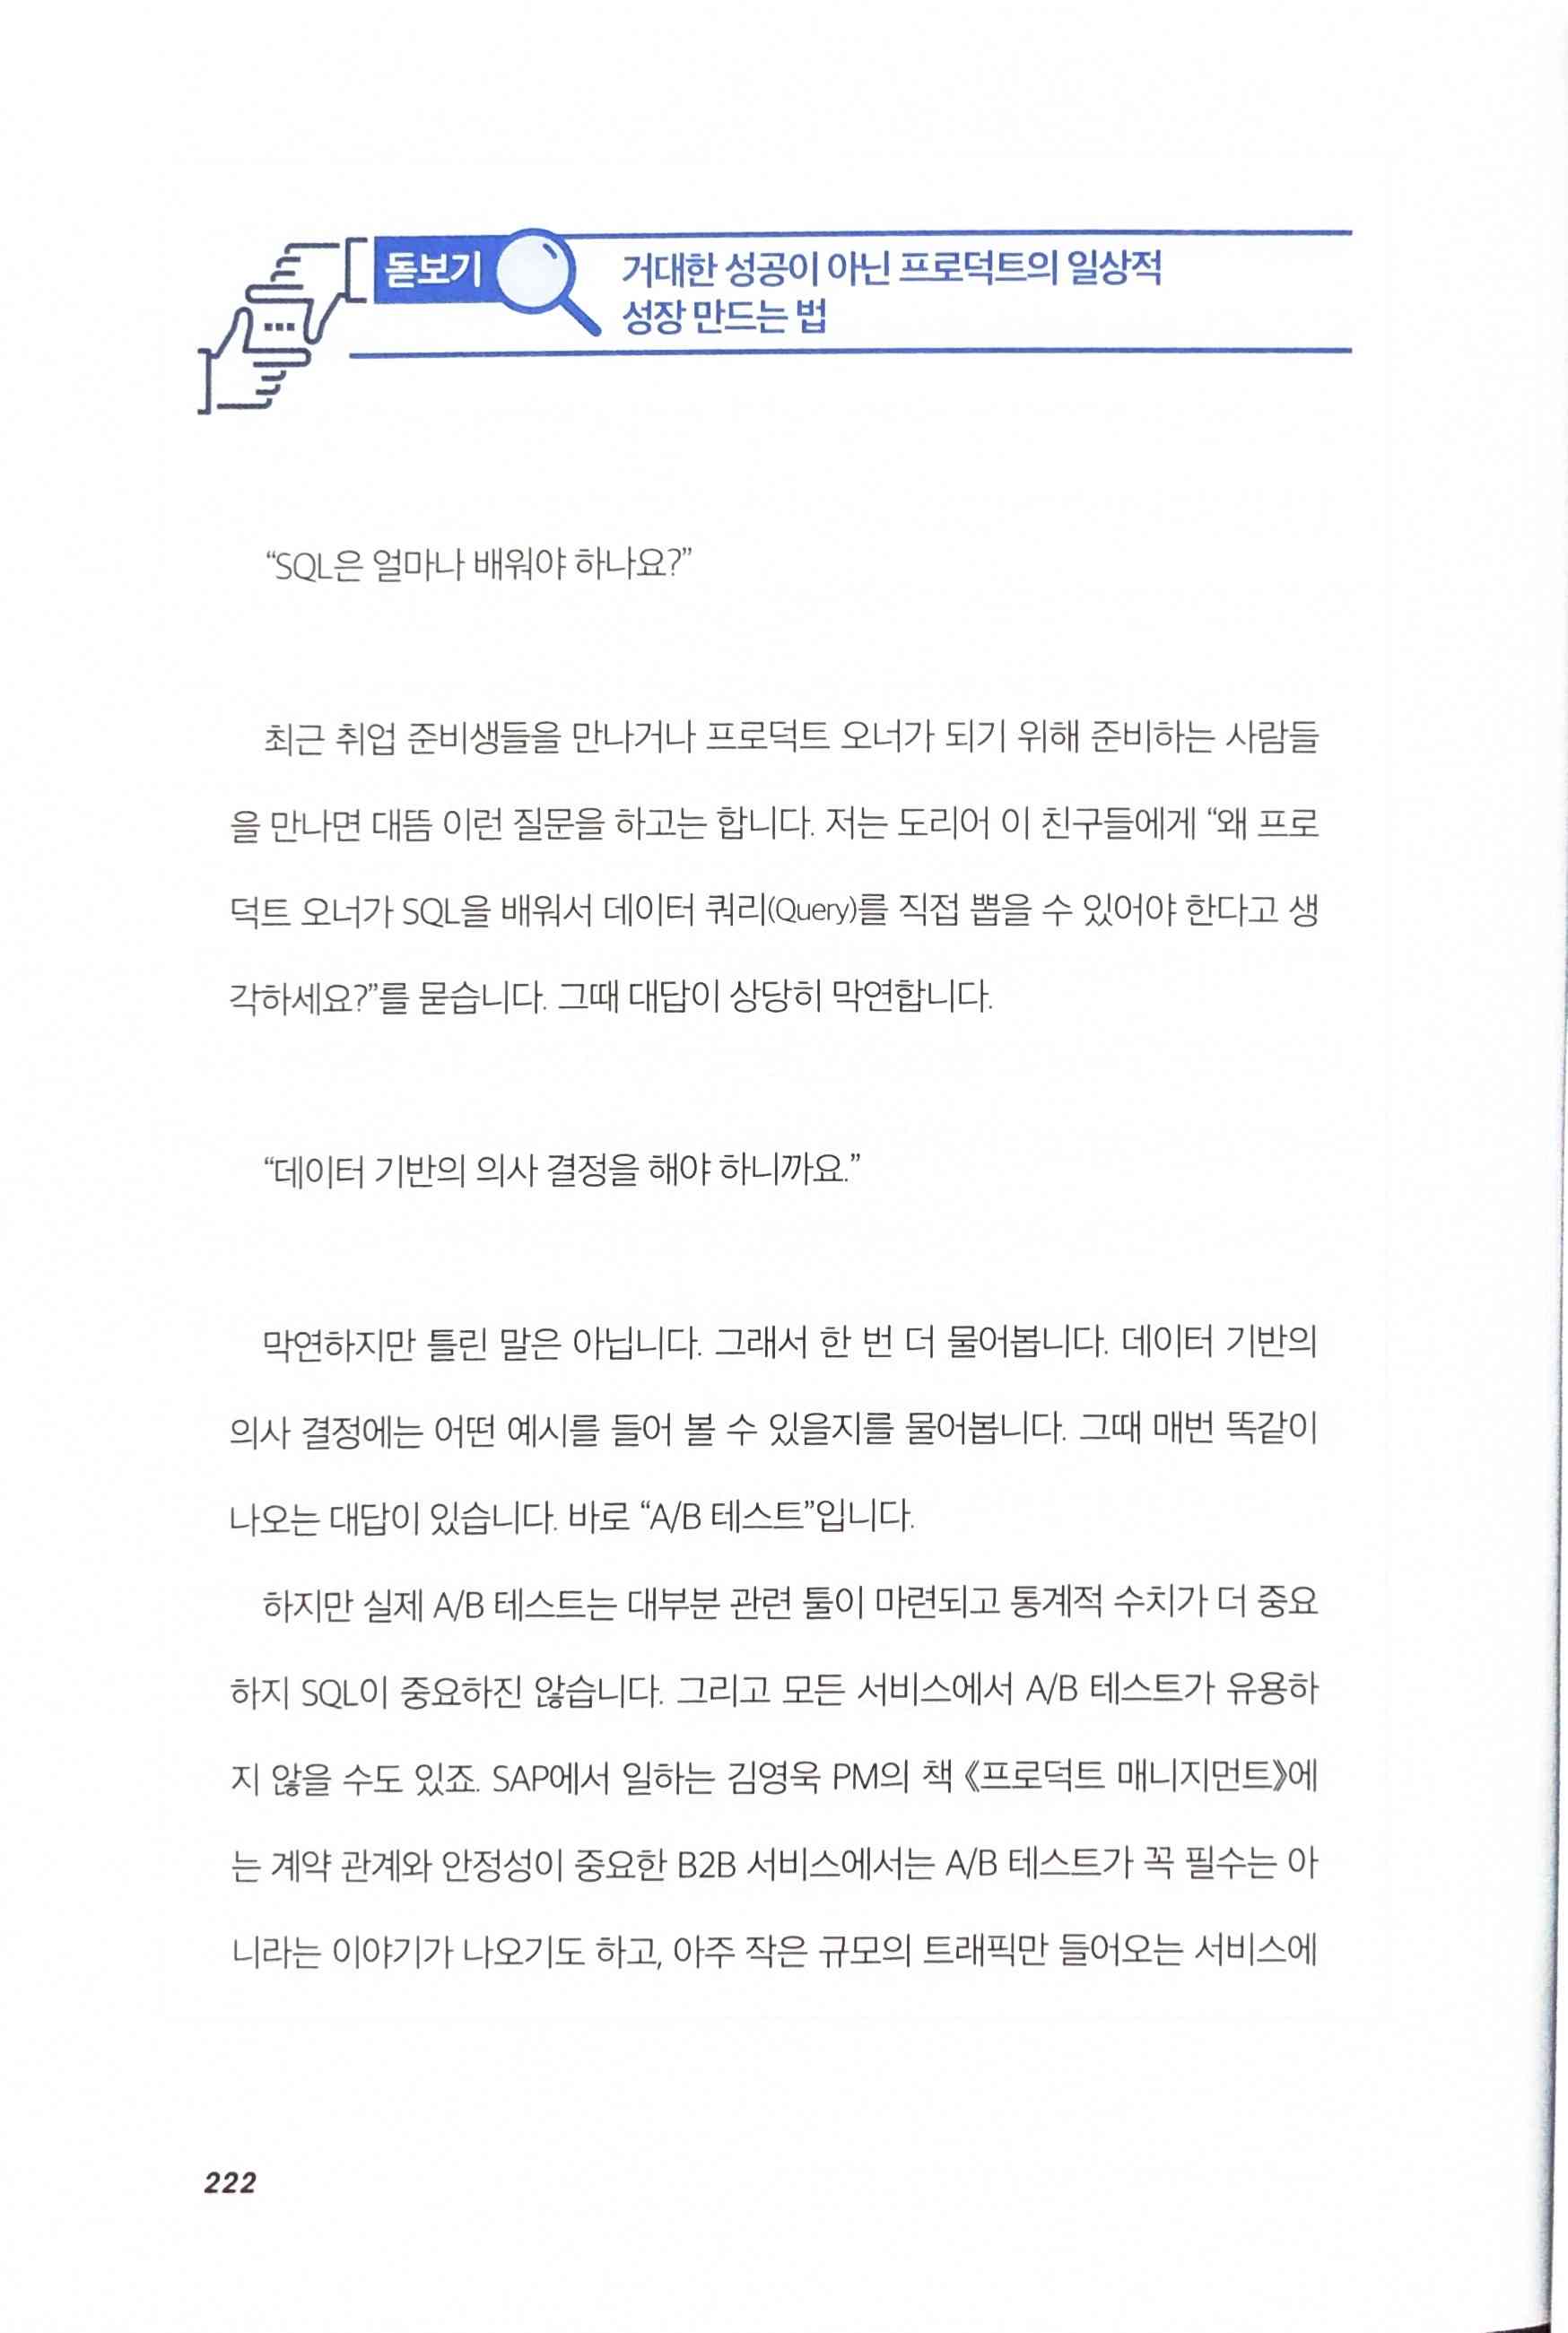 돋보기
거대한 성공이 아닌 프로덕트의 일상적
성장 만드는 법
“SQL은 얼마나 배워야 하나요?”
최근 취업 준비생들을 만나거나 프로덕트 오너가 되기 위해 준비하는 사람들
을 만나면 대뜸 이런 질문을 하고는 합니다. 저는 도리어 이 친구들에게 “왜 프로
덕트 오너가 SQL을 배워서 데이터 쿼리(Query)를 직접 뽑을 수 있어야 한다고 생
각하세요?”를 묻습니다. 그때 대답이 상당히 막연합니다.
“데이터 기반의 의사 결정을 해야 하니까요.”
막연하지만 틀린 말은 아닙니다. 그래서 한 번 더 물어봅니다. 데이터 기반의
의사 결정에는 어떤 예시를 들어 볼 수 있을지를 물어봅니다. 그때 매번 똑같이
나오는 대답이 있습니다. 바로 “A/B 테스트”입니다.
하지만 실제 A/B 테스트는 대부분 관련 툴이 마련되고 통계적 수치가 더 중요
하지 SQL이 중요하진 않습니다. 그리고 모든 서비스에서 A/B 테스트가 유용하
지 않을 수도 있죠. SAP에서 일하는 김영욱 PM의 책 《프로덕트 매니지먼트》에
는 계약 관계와 안정성이 중요한 B2B 서비스에서는 A/B 테스트가 꼭 필수는 아
니라는 이야기가 나오기도 하고, 아주 작은 규모의 트래픽만 들어오는 서비스에
222